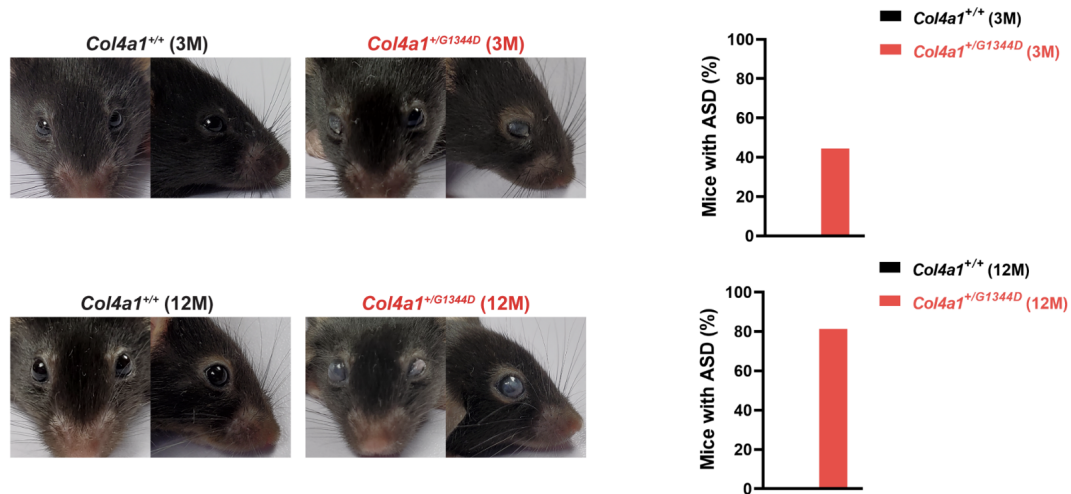 Col4a1+/+ (3M)
Col4a1+/G1344D (3M)
Mice with ASD (%)
100
80
60
40
20
0
Col4a1+/+ (3M)
Col4a1+/G1344D (3M)
Col4a1+/+ (12M)
Col4a1+/G1344D (12M)
Mice with ASD (%)
100
80
60
40
20
0
Col4a1+/+ (12M)
Col4a1+/G1344D (12M)